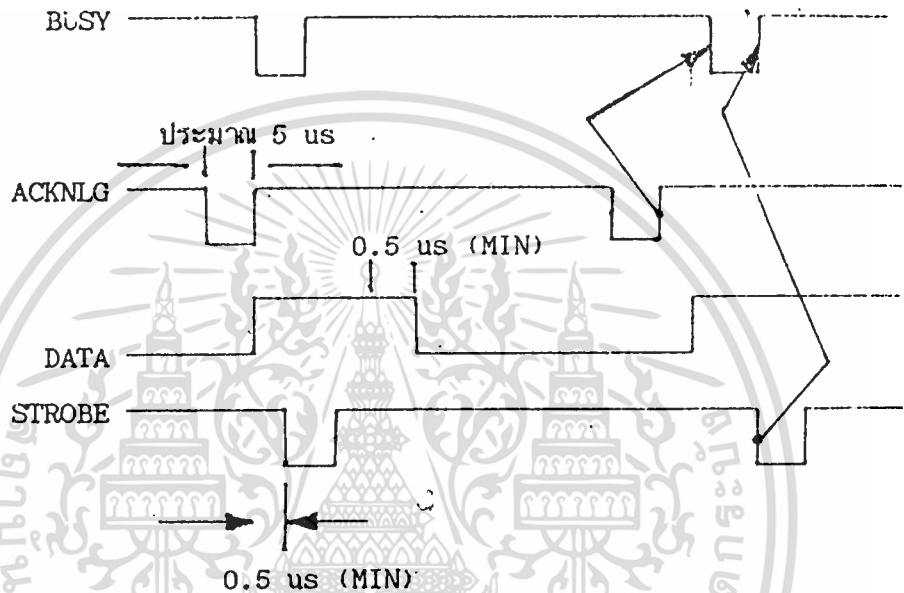 BUSY
ประมาณ 5 us
ACKNLG
0.5 us (MIN)
DATA
STROBE
0.5 us (MIN)